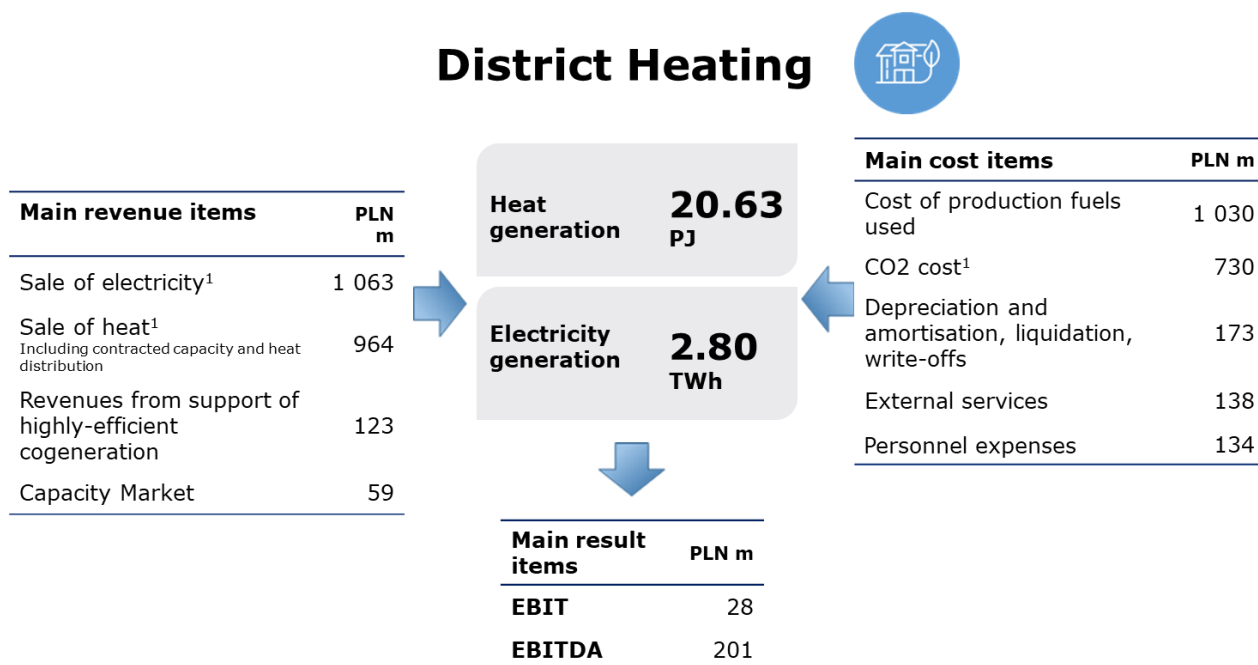 District Heating
Main revenue items PLN
m
Sale of electricity1 1 063
Sale of heat1
Including contracted capacity and heat
distribution
964
Revenues from support of
highly-efficient
cogeneration
123
Capacity Market 59
Heat
generation
20.63
PJ
Electricity
generation
2.80
TWh
Main cost items PLN m
Cost of production fuels
used
1 030
CO2 cost1 730
Depreciation and
amortisation, liquidation,
write-offs
173
External services 138
Personnel expenses 134
Main result
items
PLN m
EBIT 28
EBITDA 201